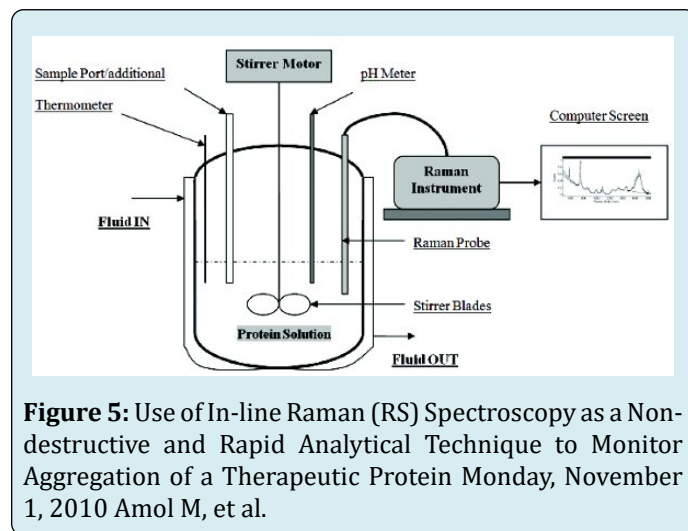 Stirrer Motor
Sample Port/additional
pH Meter
Thermometer
Computer Screen
Raman
Instrument
Fluid IN
Raman Probe
Stirrer Blades
Protein Solution
Fluid OUT
Figure 5: Use of In-line Raman (RS) Spectroscopy as a Non-
destructive and Rapid Analytical Technique to Monitor
Aggregation of a Therapeutic Protein Monday, November
1, 2010 Amol M, et al.